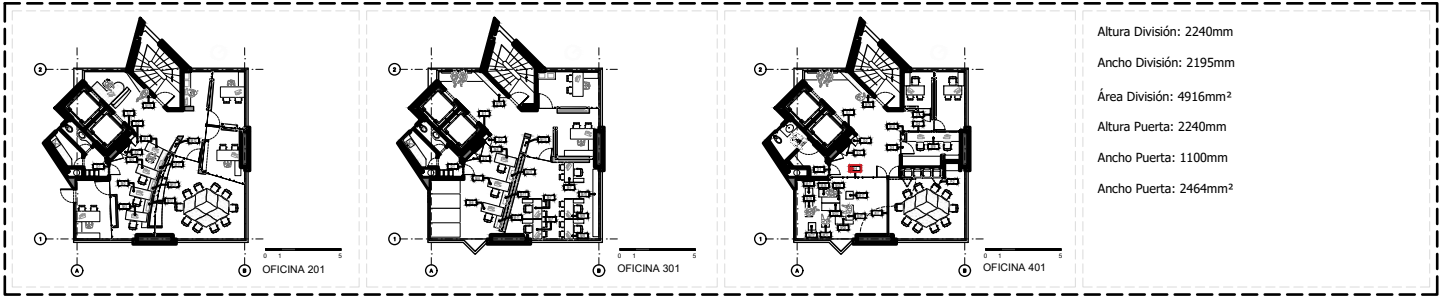 2
1
A
B
0 1 5
OFICINA 201
2
1
A
B
0 1 5
OFICINA 301
2
1
A
B
0 1 5
OFICINA 401
Altura División: 2240mm
Ancho División: 2195mm
Área División: 4916mm²
Altura Puerta: 2240mm
Ancho Puerta: 1100mm
Ancho Puerta: 2464mm²